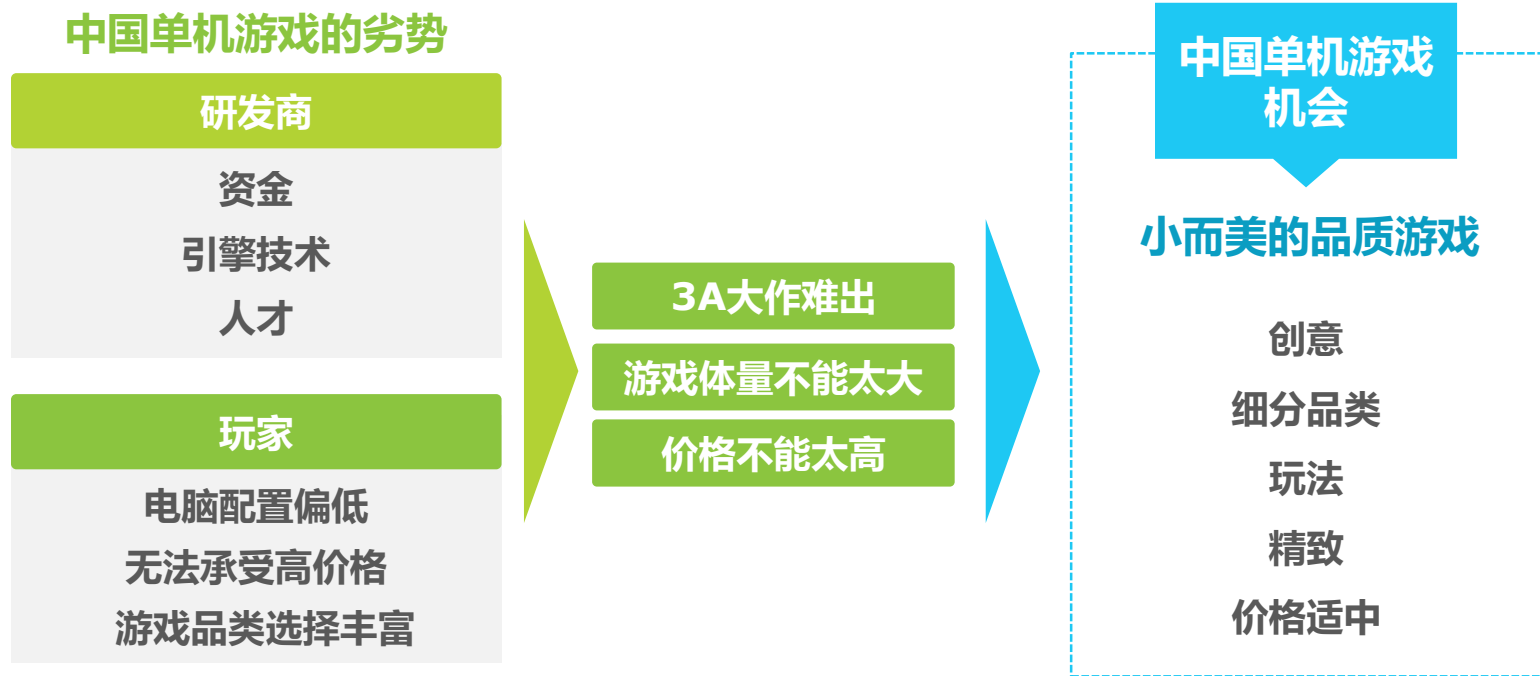 中国单机游戏的劣势
研发商
资金
引擎技术
人才
玩家
电脑配置偏低
无法承受高价格
游戏品类选择丰富
3A大作难出
游戏体量不能太大
价格不能太高
中国单机游戏
机会
小而美的品质游戏
创意
细分品类
玩法
精致
价格适中